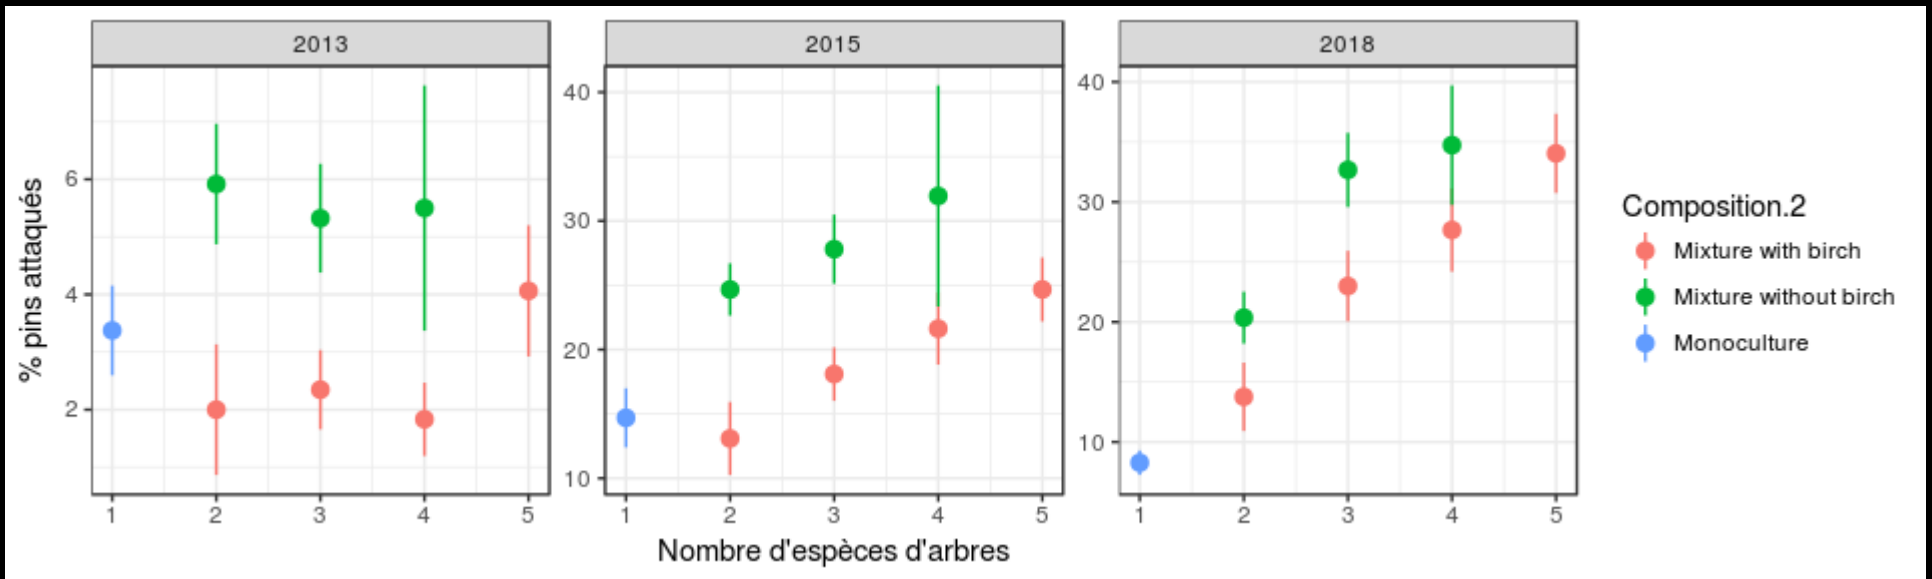 2013
2015
2018
% pins attaqués
6
4
2
1 2 3 4 5
40
30
20
10
1 2 3 4 5
40
30
20
10
1 2 3 4 5
Nombre d'espèces d'arbres
Composition.2
Mixture with birch
Mixture without birch
Monoculture